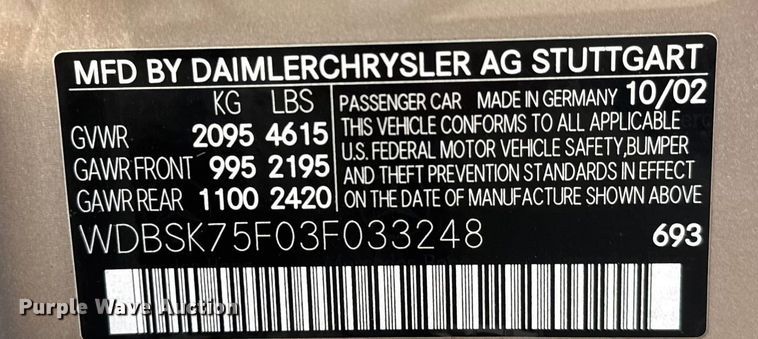 MFD BY DAIMLERCHRYSLER AG STUTTGART
KG LBS
GVWR 2095 4615
GAWR FRONT 995 2195
GAWR REAR 1100 2420
PASSENGER CAR MADE IN GERMANY 10/02
THIS VEHICLE CONFORMS TO ALL APPLICABLE
U.S. FEDERAL MOTOR VEHICLE SAFETY,BUMPER
AND THEFT PREVENTION STANDARDS IN EFFECT
ON THE DATE OF MANUFACTURE SHOWN ABOVE
WDBSK75F03F033248 693
Purple Wave Auction